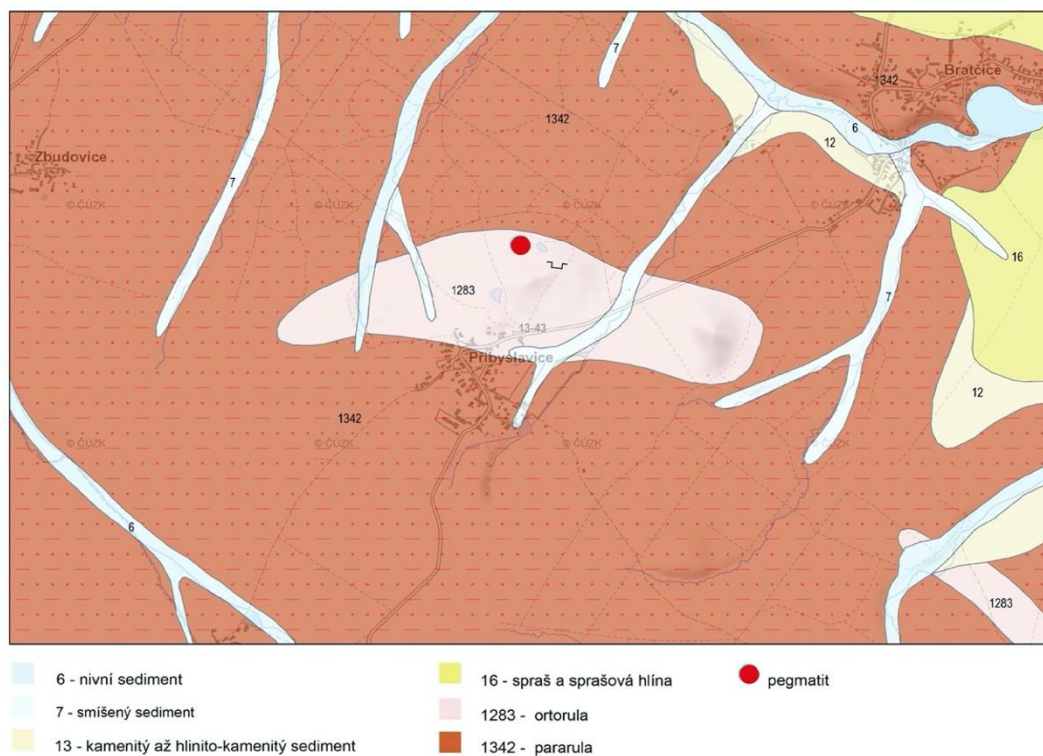 7
1342
Bratčice
1342
6
12
Zbudovice
7
© ČÚZK
© ČÚZK
© ČÚZK
© ČÚZK
16
1283
7
13-43
Přibyslavice
12
1342
© ČÚZK
© ČÚZK
© ČÚZK
© ČÚZK
6
1283
6 - nivní sediment
7 - smíšený sediment
13 - kamenitý až hlinito-kamenitý sediment
16 - spraš a sprašová hlína
1283 - ortorula
1342 - pararula
pegmatit